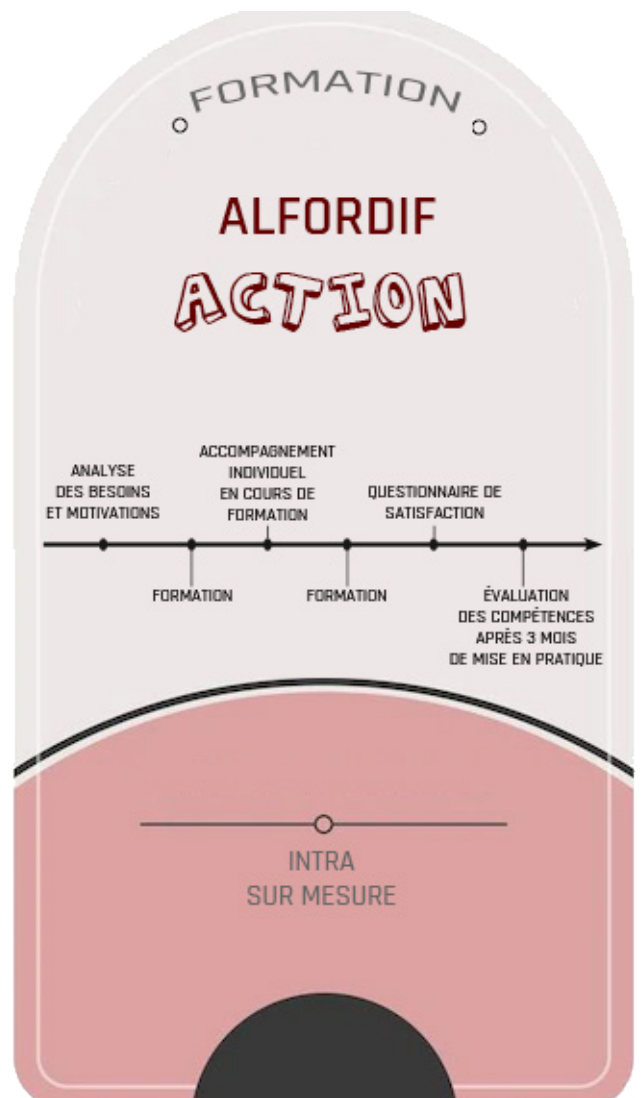 FORMATION
ALFORDIF
ACTION
ANALYSE
DES BESOINS
ET MOTIVATIONS
FORMATION
ACCOMPAGNEMENT
INDIVIDUEL
EN COURS DE
FORMATION
FORMATION
QUESTIONNAIRE DE
SATISFACTION
ÉVALUATION
DES COMPÉTENCES
APRÈS 3 MOIS
DE MISE EN PRATIQUE
INTRA
SUR MESURE